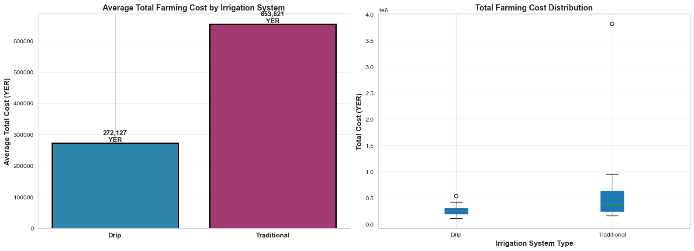 Average Total Farming Cost by Irrigation System
Average Total Cost (YER)
600000
500000
400000
300000
200000
100000
0
653,821
YER
272,127
YER
Drip
Traditional
Total Farming Cost Distribution
1e6
Total Cost (YER)
4.0
3.5
3.0
2.5
2.0
1.5
1.0
0.5
0.0
Drip
Traditional
Irrigation System Type